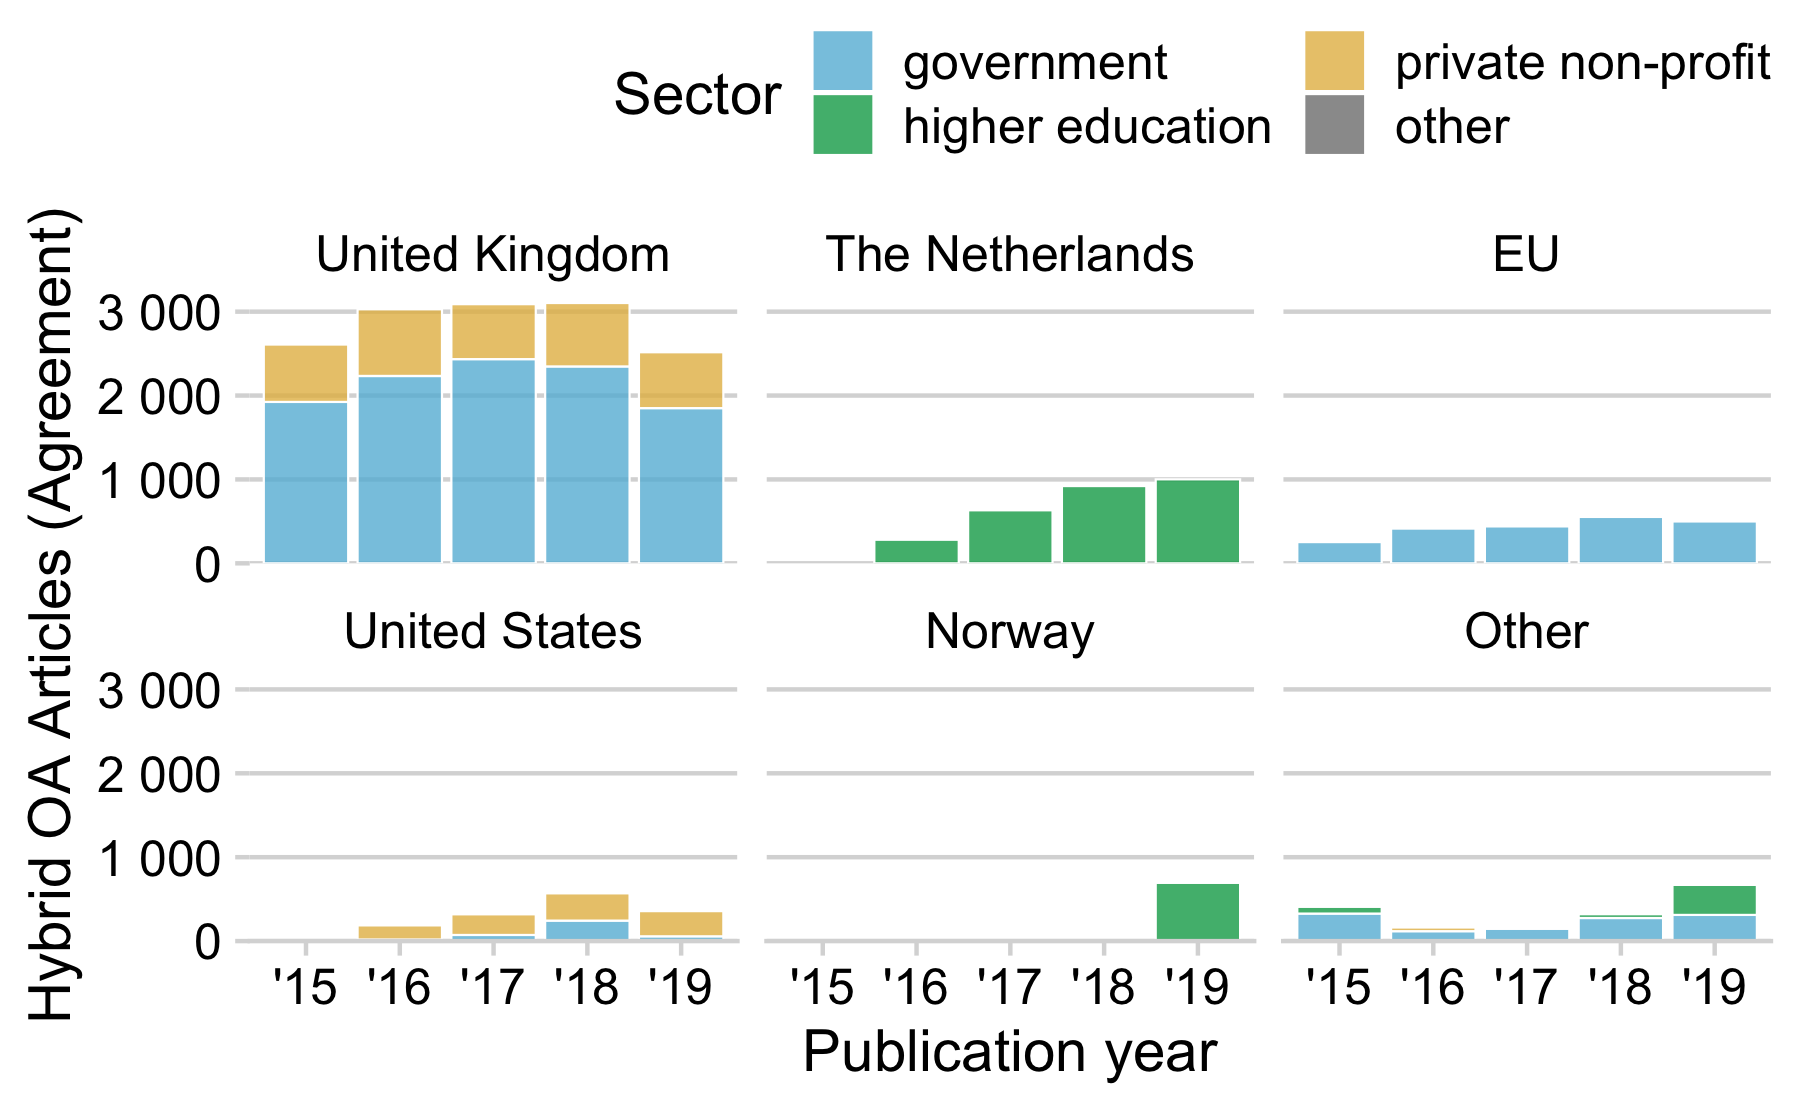 Sector
government
private non-profit
higher education
other
Hybrid OA Articles (Agreement)
United Kingdom
The Netherlands
EU
3 000
2 000
1 000
0
United States
Norway
Other
3 000
2 000
1 000
0
'15 '16 '17 '18 '19
'15 '16 '17 '18 '19
'15 '16 '17 '18 '19
Publication year